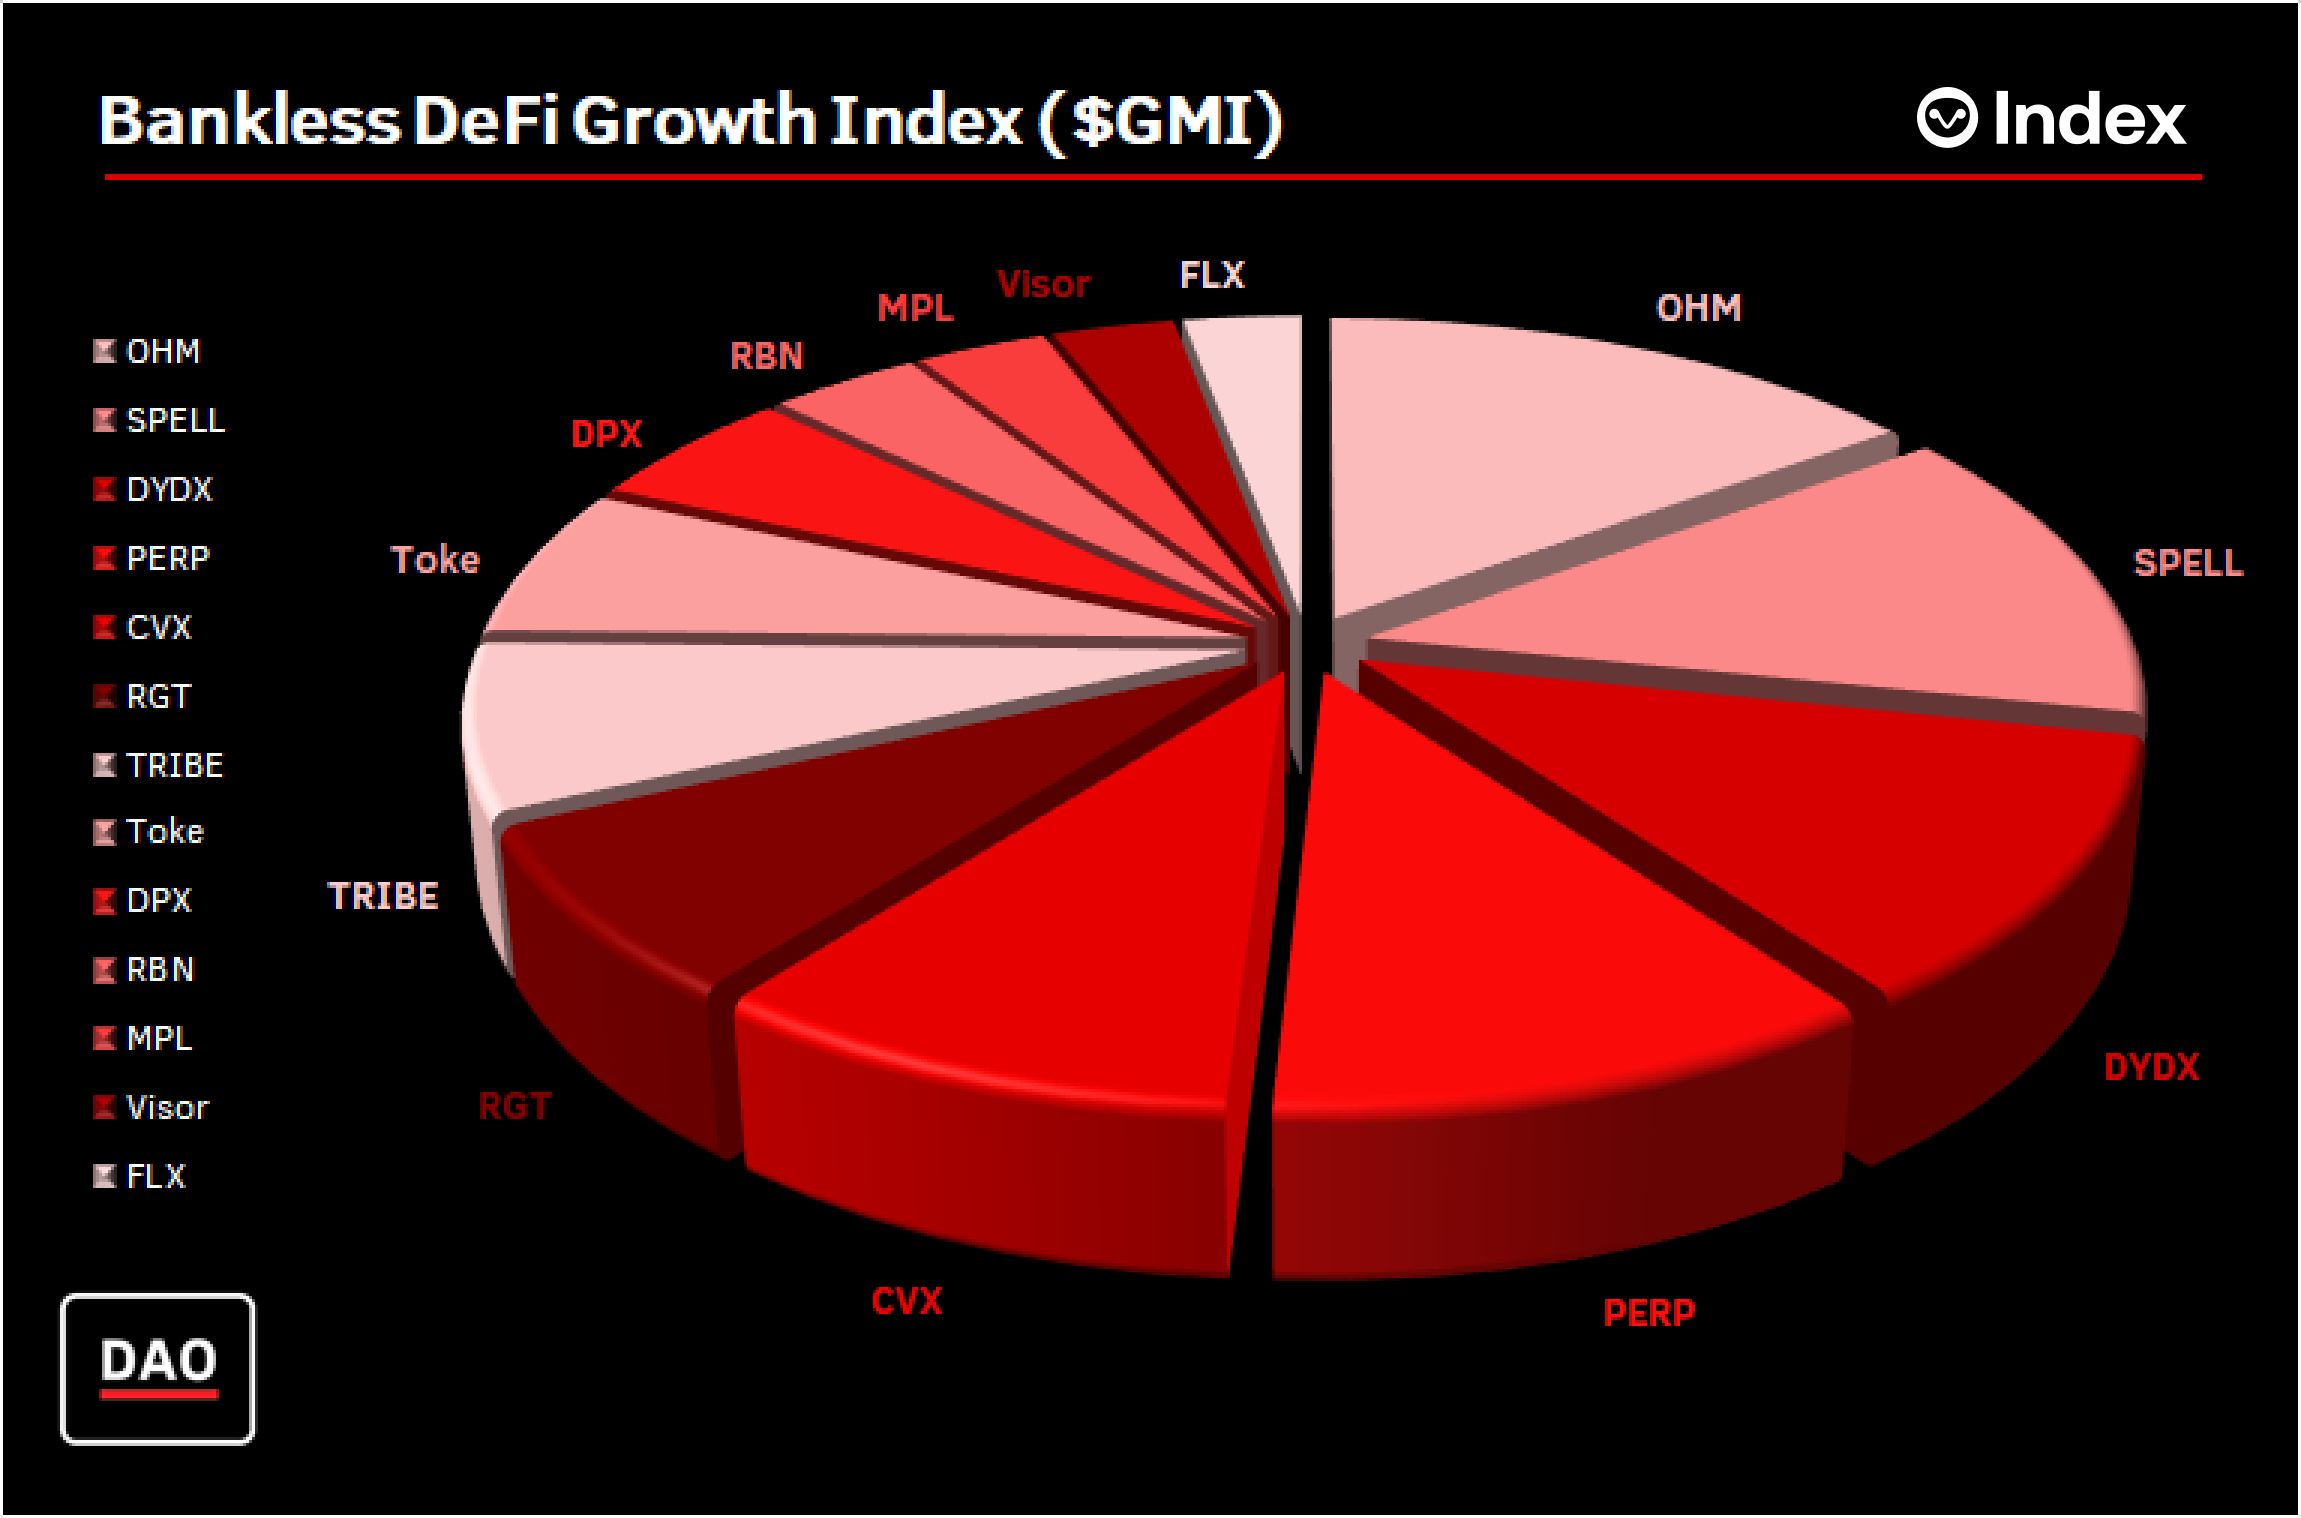 Bankless DeFi Growth Index ($GMI)
Index
FLX
Visor
OHM
MPL
RBN
OHM
SPELL
DPX
DYDX
Toke
SPELL
PERP
CVX
RGT
TRIBE
Toke
TRIBE
DPX
RBN
MPL
DYDX
RGT
Visor
FLX
CVX
PERP
DAO